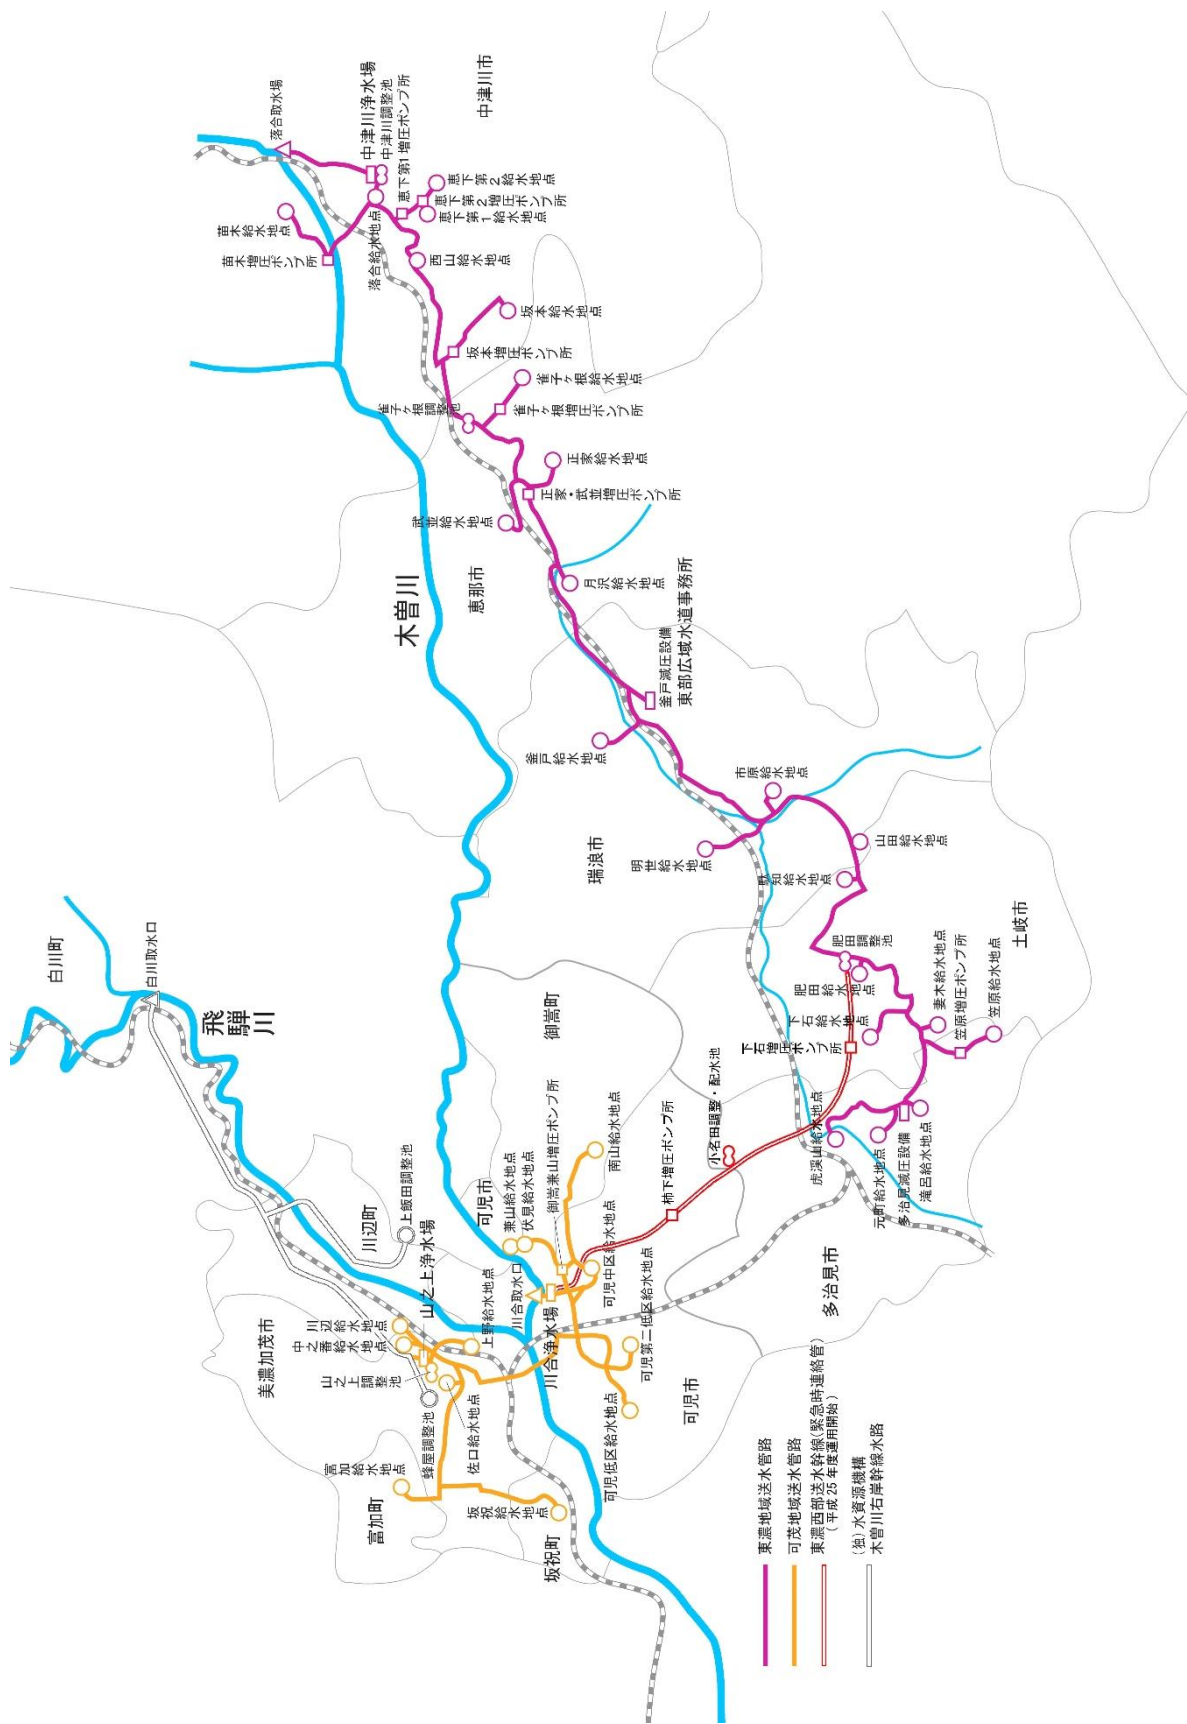 白川町
白川取水口
飛騨川
美濃加茂市
川辺町
上飯田調整池
川辺給水地点
中之番給水地点
山之上浄水場
山之上調整池
上野給水地点
蜂屋調整池
佐口給水地点
富加給水地点
富加町
坂祝給水地点
坂祝町
可児市
兼山給水地点
伏見給水地点
川合取水口
川合浄水場
御嵩兼山増圧ポンプ所
御嵩町
南山給水地点
可児中区給水地点
可児第二低区給水地点
可児低区給水地点
可児市
柿下増圧ポンプ所
小名田調整・配水池
多治見市
木曽川
落合取水場
中津川浄水場
中津川調整池
中津川市
苗木給水地点
苗木増圧ポンプ所
落合給水地点
恵下第1増圧ポンプ所
恵下第2給水地点
恵下第2増圧ポンプ所
恵下第1給水地点
西山給水地点
坂本給水地点
坂本増圧ポンプ所
雀子ヶ根調整池
雀子ヶ根給水地点
雀子ヶ根増圧ポンプ所
正家給水地点
正家・武並増圧ポンプ所
武並給水地点
恵那市
月沢給水地点
釜戸減圧設備
東部広域水道事務所
釜戸給水地点
瑞浪市
市原給水地点
明世給水地点
山田給水地点
駄知給水地点
土岐市
肥田調整池
肥田給水地点
下石給水地点
下石増圧ポンプ所
妻木給水地点
笠原増圧ポンプ所
笠原給水地点
虎渓山給水地点
元町給水地点
多治見減圧設備
滝呂給水地点
東濃地域送水管路
可茂地域送水管路
東濃西部送水幹線(緊急時連絡管)
(平成25年度運用開始)
(独)水資源機構
木曽川右岸幹線水路